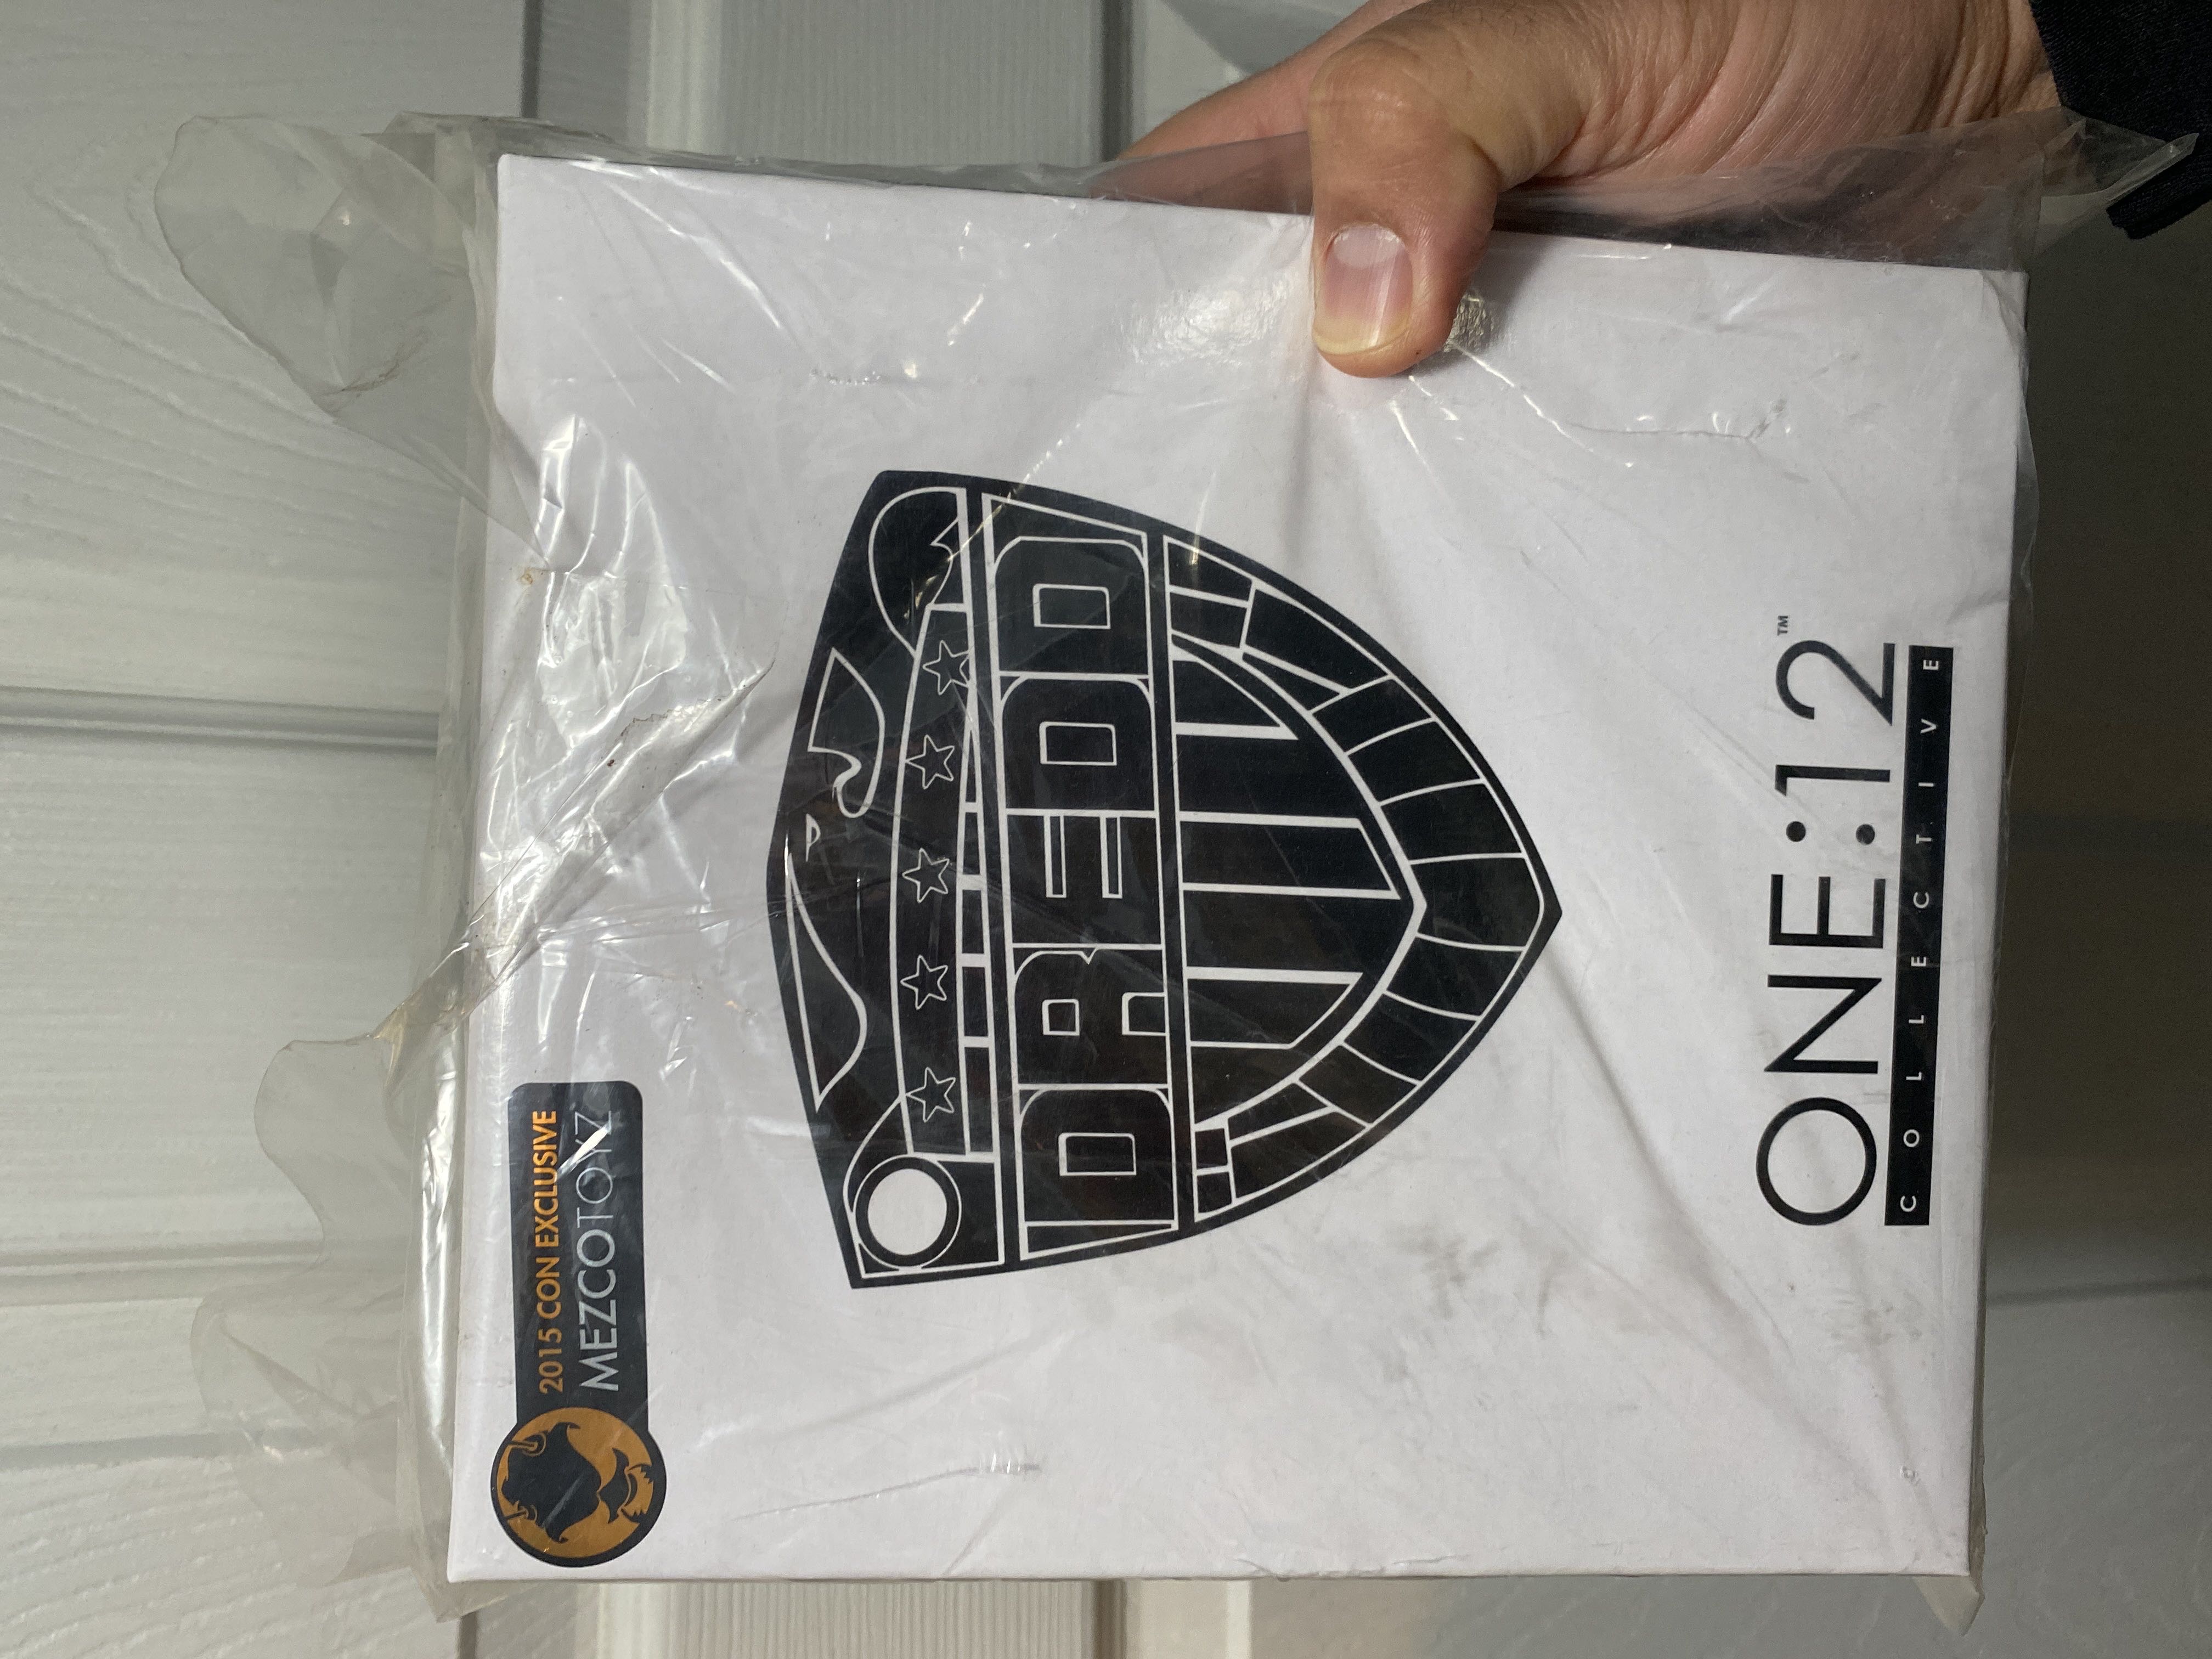 2015 CON EXCLUSIVE
MEZCOTOYZ
P
DREDD
ONE:12™
COLLECTIVE